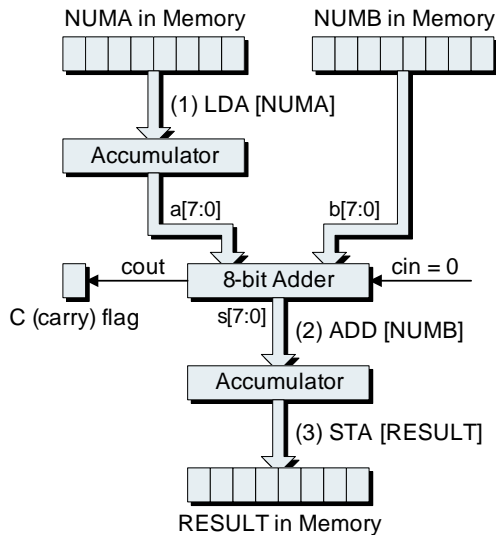 NUMA in Memory
NUMB in Memory
(1) LDA [NUMA]
Accumulator
a[7:0]
b[7:0]
cout
8-bit Adder
cin = 0
C (carry) flag
s[7:0]
(2) ADD [NUMB]
Accumulator
(3) STA [RESULT]
RESULT in Memory